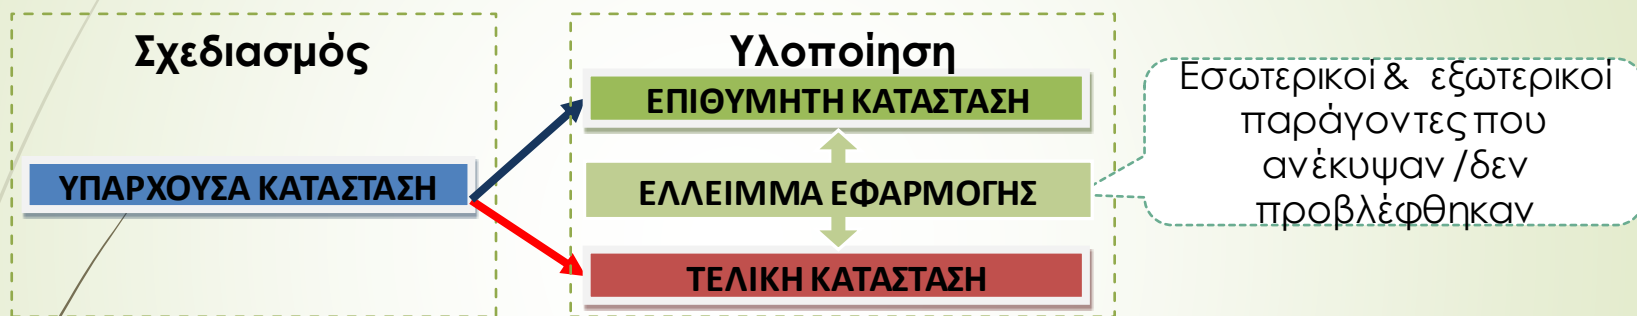 Σχεδιασμός
ΥΠΑΡΧΟΥΣΑ ΚΑΤΑΣΤΑΣΗ
Υλοποίηση
ΕΠΙΘΥΜΗΤΗ ΚΑΤΑΣΤΑΣΗ
ΕΛΛΕΙΜΜΑ ΕΦΑΡΜΟΓΗΣ
ΤΕΛΙΚΗ ΚΑΤΑΣΤΑΣΗ
Εσωτερικοί & εξωτερικοί
παράγοντες που
ανέκυψαν /δεν
προβλέφθηκαν